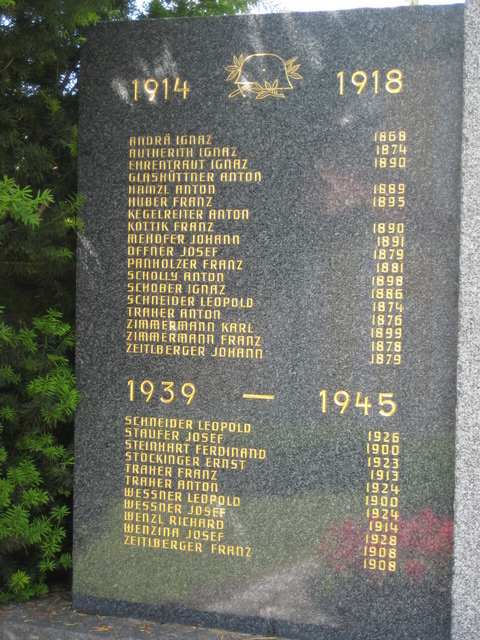 1914 1918
ANDRÄ IGNAZ 1868
AUTHERITH IGNAZ 1874
EHRENTRAUT IGNAZ 1890
GLASHÜTTNER ANTON
HAMZL ANTON 1889
HUBER FRANZ 1895
KEGELREITER ANTON
KOTTIK FRANZ 1890
MEHOFER JOHANN 1891
OFFNER JOSEF 1879
PANHOLZER FRANZ 1881
SCHOLLY ANTON 1898
SCHOBER IGNAZ 1886
SCHNEIDER LEOPOLD 1874
TRAHER ANTON 1876
ZIMMERMANN KARL 1899
ZIMMERMANN FRANZ 1878
ZEITLBERGER JOHANN 1879
1939 — 1945
SCHNEIDER LEOPOLD 1926
STAUFER JOSEF 1900
STEINHART FERDINAND 1923
STÖCKINGER ERNST 1913
TRAHER FRANZ 1924
TRAHER ANTON 1900
WESSNER LEOPOLD 1924
WESSNER JOSEF 1914
WENZL RICHARD 1928
WENZINA JOSEF 1908
ZEITLBERGER FRANZ 1908